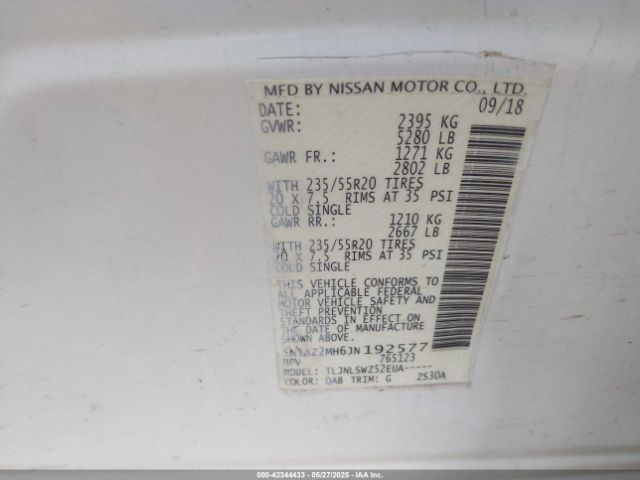 MFD BY NISSAN MOTOR CO., LTD.
DATE: 09/18
GVWR: 2395 KG
5280 LB
GAWR FR.: 1271 KG
2802 LB
WITH 235/55R20 TIRES
20 X 7.5 RIMS AT 35 PSI
COLD SINGLE
GAWR RR.: 1210 KG
2667 LB
WITH 235/55R20 TIRES
20 X 7.5 RIMS AT 35 PSI
COLD SINGLE
THIS VEHICLE CONFORMS TO
ALL APPLICABLE FEDERAL
MOTOR VEHICLE SAFETY AND
THEFT PREVENTION
STANDARDS IN EFFECT ON
THE DATE OF MANUFACTURE.
5N1AZ2MH6JN192577
MPV 765123
MODEL: TLJNLSWZ52EUA-----
COLOR: QAB TRIM: G ZS30A
000-42344433 - 05/27/2025 - IAA Inc.